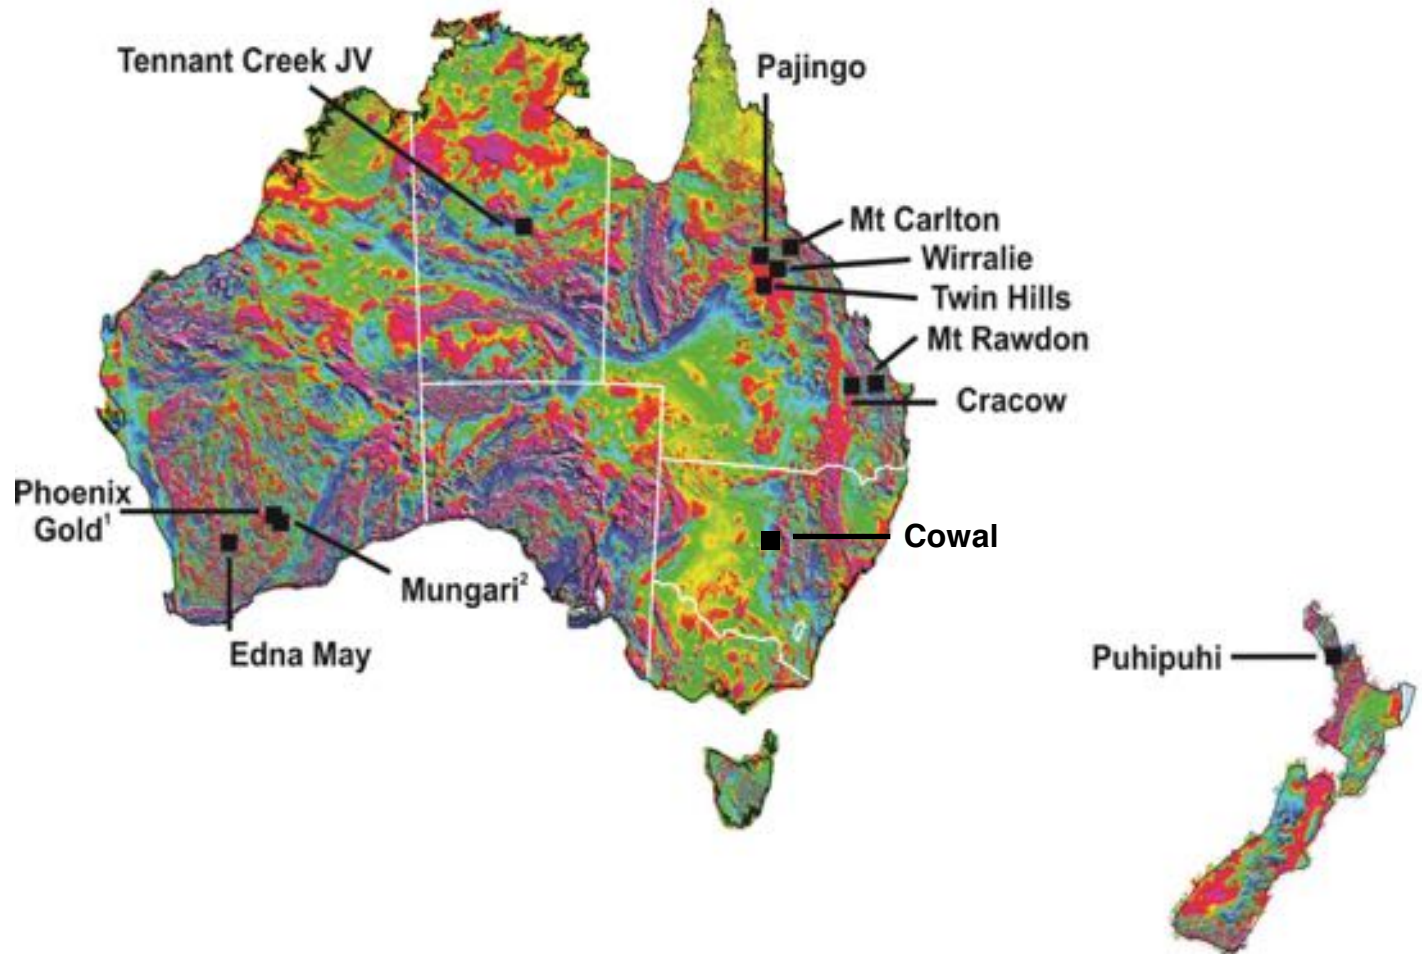 Tennant Creek JV
Pajingo
Mt Carlton
Wirralie
Twin Hills
Mt Rawdon
Cracow
Phoenix
Gold¹
Cowal
Mungari²
Edna May
Puhipuhi